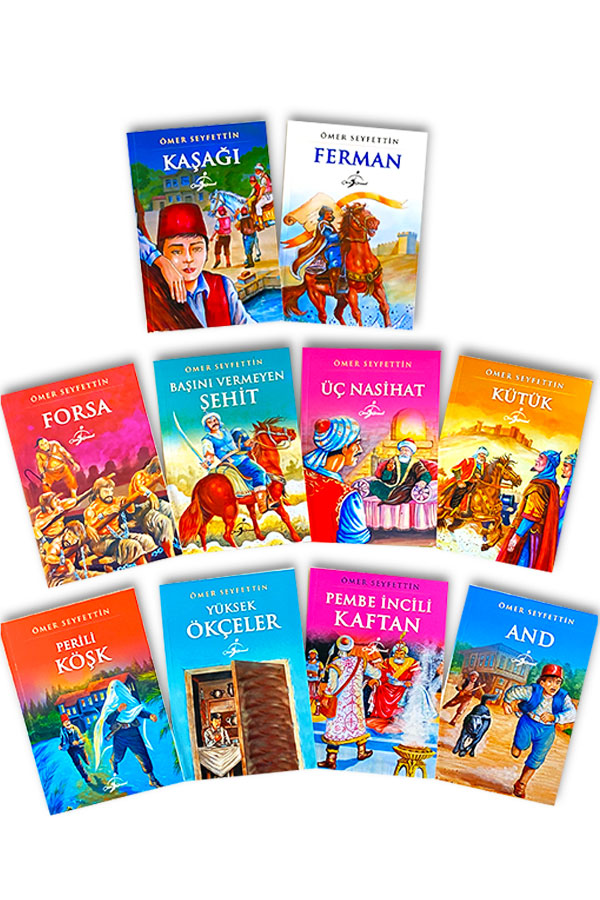 ÖMER SEYFETTİN
KAŞAĞI
ÖMER SEYFETTİN
FERMAN
ÖMER SEYFETTİN
FORSA
ÖMER SEYFETTİN
BAŞINI VERMEYEN
ŞEHİT
ÖMER SEYFETTİN
ÜÇ NASİHAT
ÖMER SEYFETTİN
KÜTÜK
ÖMER SEYFETTİN
PERİLİ
KÖŞK
ÖMER SEYFETTİN
YÜKSEK
ÖKÇELER
ÖMER SEYFETTİN
PEMBE İNCİLİ
KAFTAN
ÖMER SEYFETTİN
AND